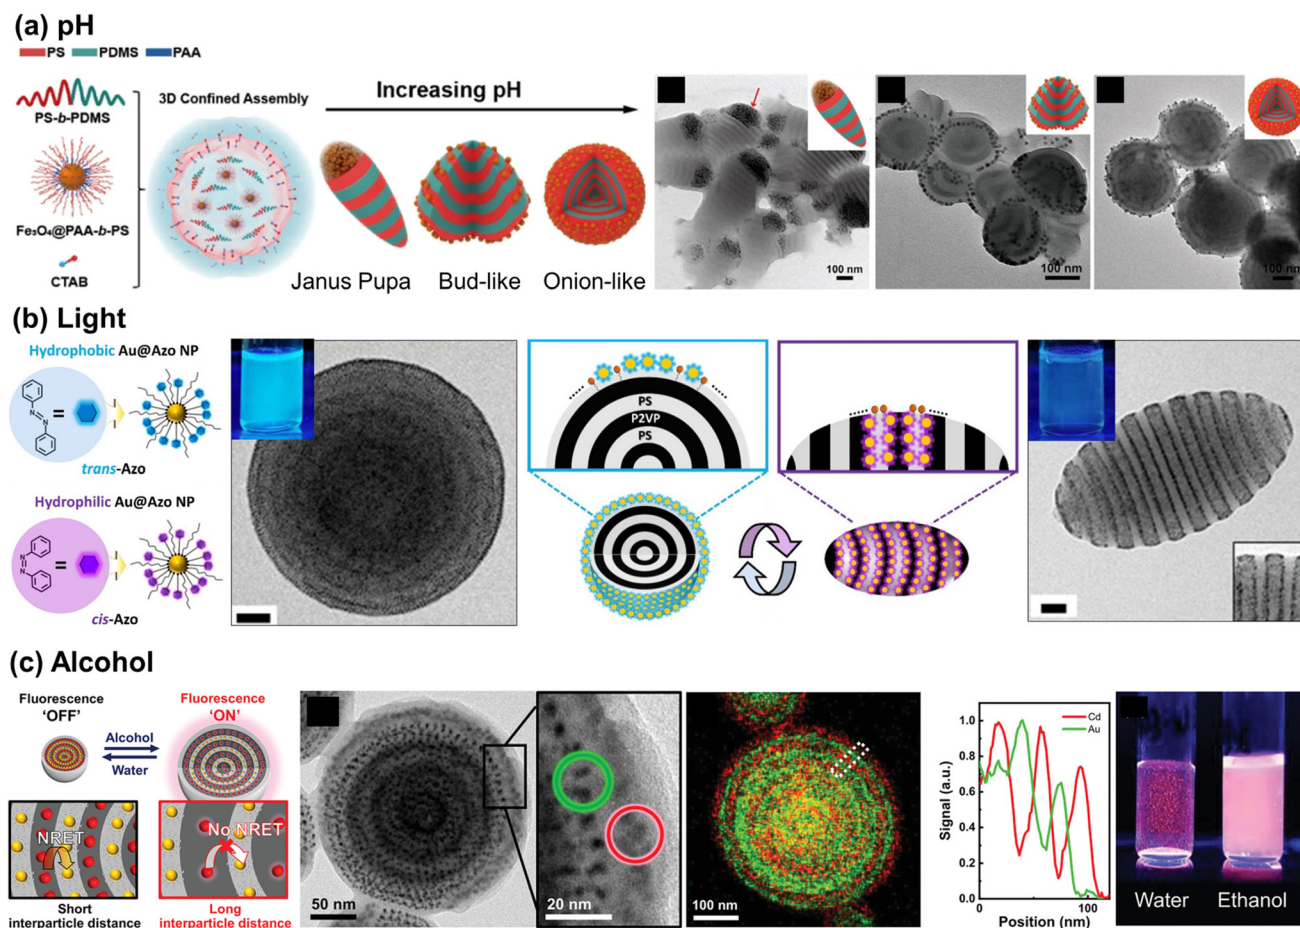 (a) pH
PS PDMS PAA
PS-b-PDMS
Fe₃O₄@PAA-b-PS
CTAB
3D Confined Assembly
Increasing pH
Janus Pupa
Bud-like
Onion-like
100 nm
100 nm
100 nm
(b) Light
Hydrophobic Au@Azo NP
N=N
=
trans-Azo
Hydrophilic Au@Azo NP
N=N
=
cis-Azo
PS
P2VP
PS
(c) Alcohol
Fluorescence
'OFF'
Alcohol
Water
Fluorescence
'ON'
NRET
No NRET
Short
interparticle distance
Long
interparticle distance
50 nm
20 nm
100 nm
Signal (a.u.)
1.0
0.8
0.6
0.4
0.2
0.0
Cd
Au
0 50 100
Position (nm)
Water
Ethanol